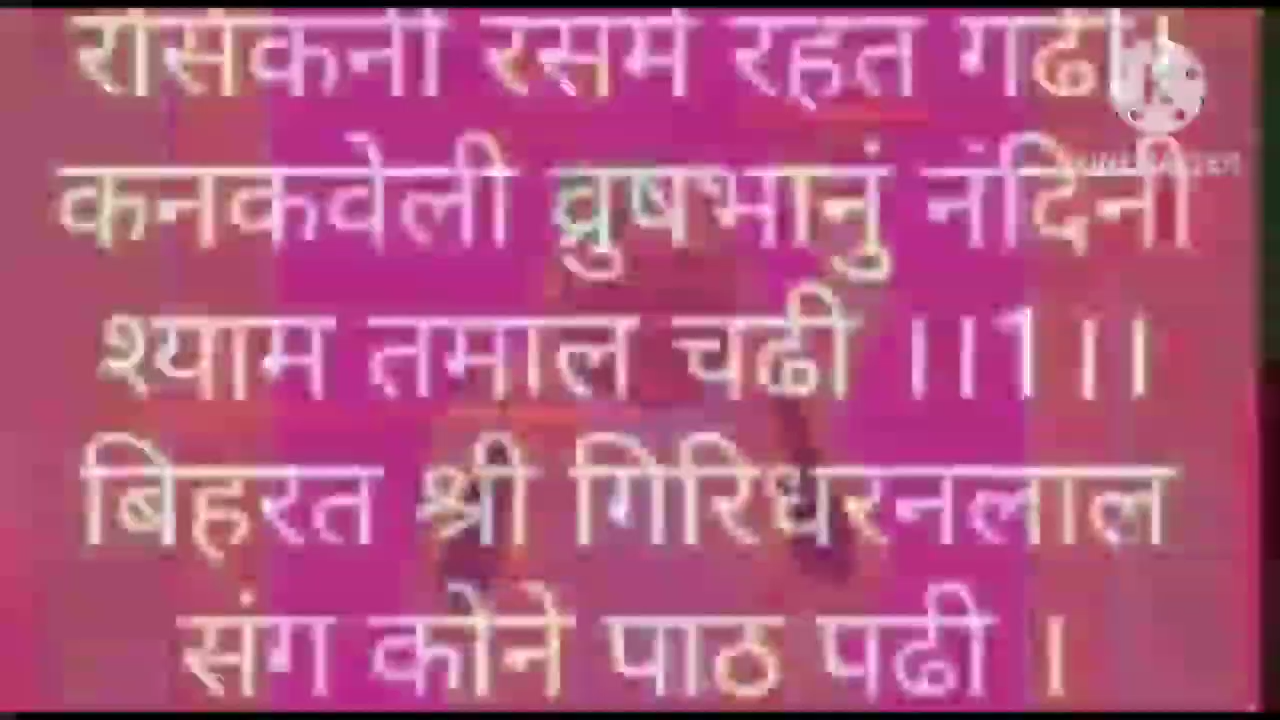 रसिकनी रसमे रहत गढी।
कनकवेली व्रुषभानुं नंदिनी
श्याम तमाल चढी ।।1।।
बिहरत श्री गिरिधरनलाल
संग कोने पाठ पढी ।